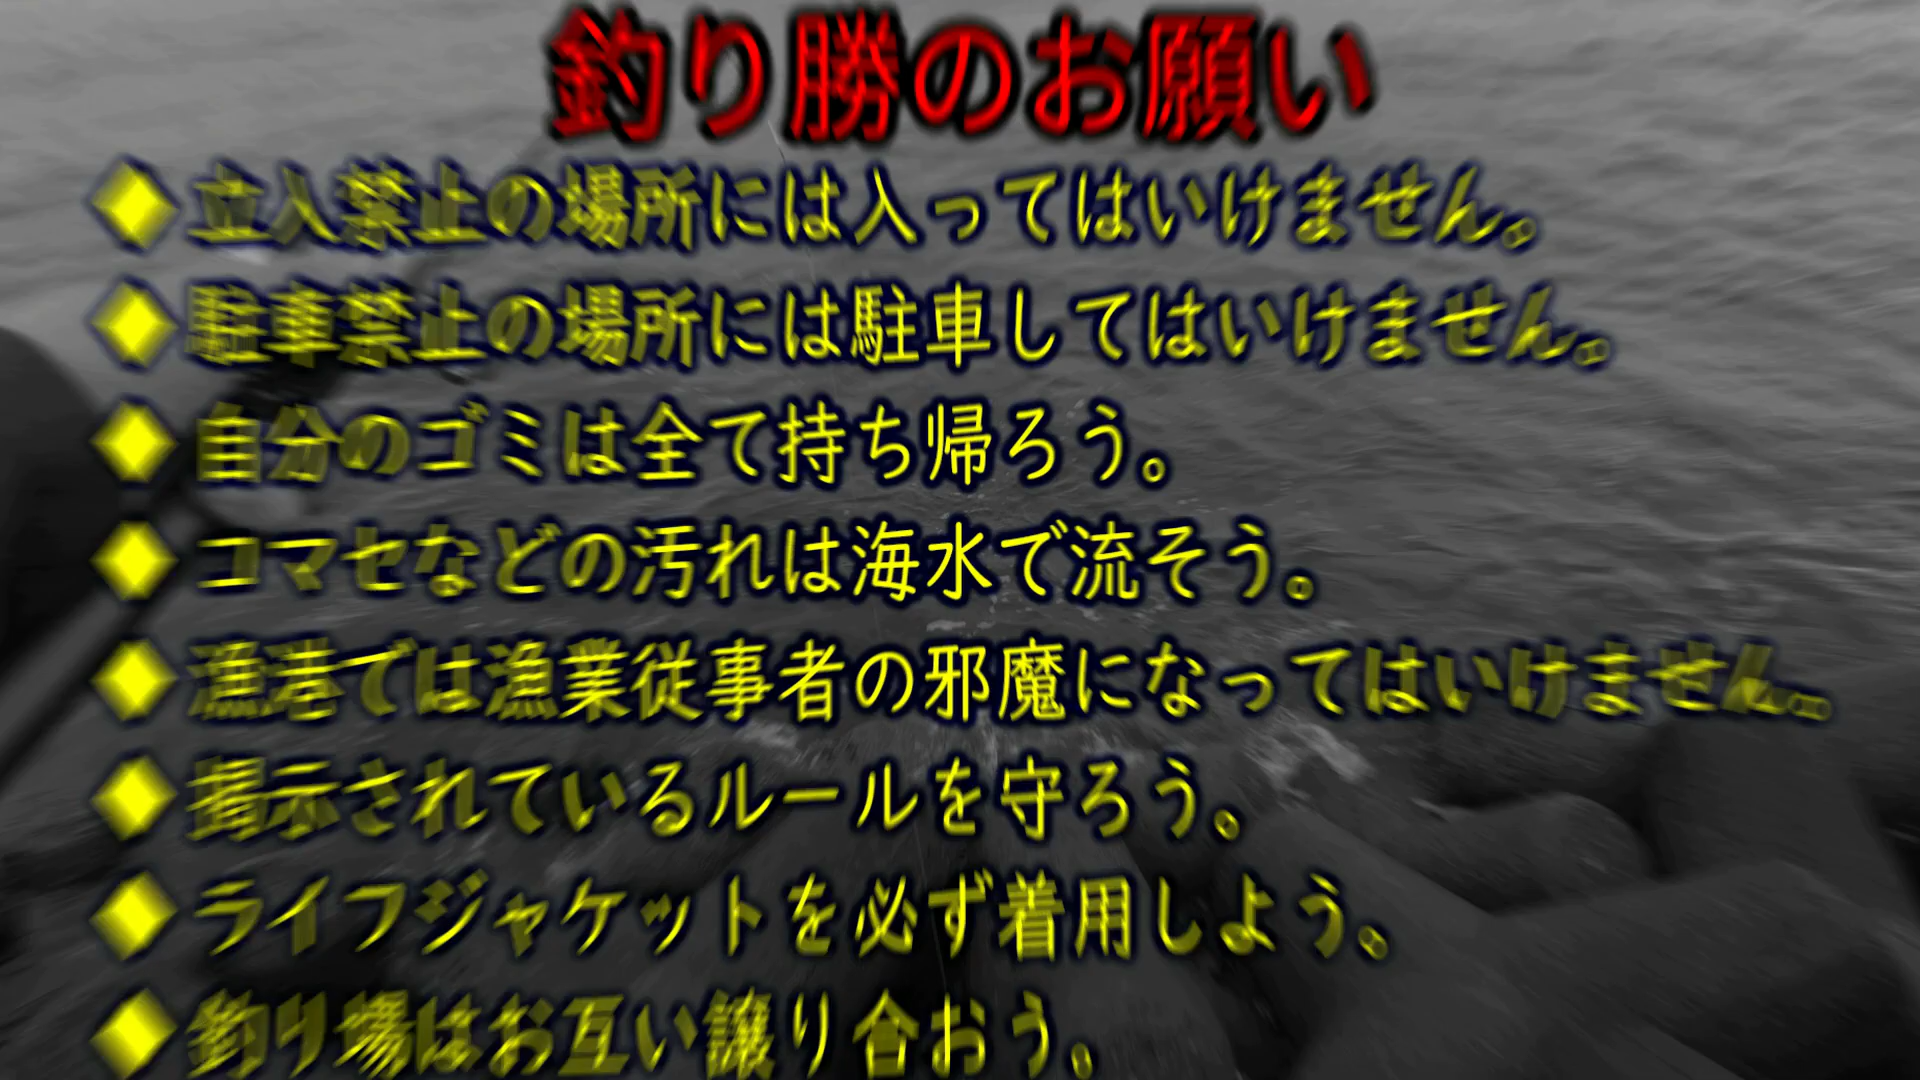 釣り勝のお願い
◆立入禁止の場所には入ってはいけません。
◆駐車禁止の場所には駐車してはいけません。
◆自分のゴミは全て持ち帰ろう。
◆コマセなどの汚れは海水で流そう。
◆漁港では漁業従事者の邪魔になってはいけません。
◆掲示されているルールを守ろう。
◆ライフジャケットを必ず着用しよう。
◆釣り場はお互い譲り合おう。